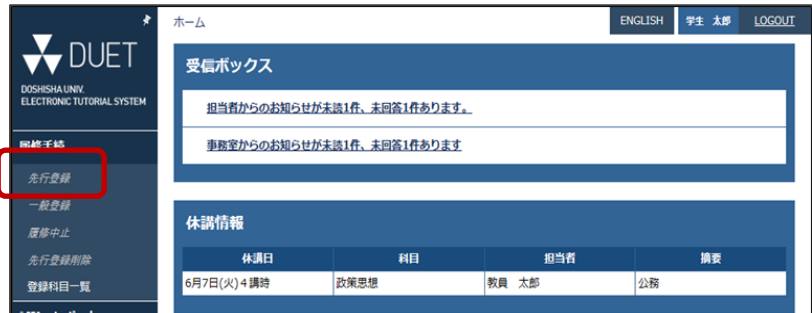 ホーム
ENGLISH
学生 太郎
LOGOUT
DUET
DOSHISHA UNIV.
ELECTRONIC TUTORIAL SYSTEM
履修手続
先行登録
一般登録
履修中止
先行登録削除
登録科目一覧
受信ボックス
担当者からのお知らせが未読1件、未回答1件あります。
事務室からのお知らせが未読1件、未回答1件あります
休講情報
休講日 科目 担当者 摘要
6月7日(火)４講時 政策思想 教員 太郎 公務